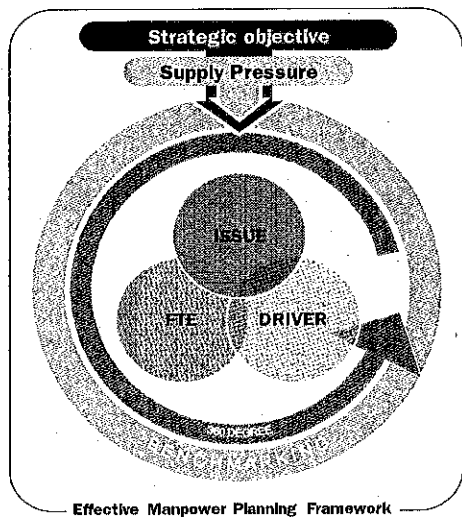 Strategic objective
Supply Pressure
ISSUE
FTE DRIVER
360 DEGREE
BENCHMARKING
Effective Manpower Planning Framework